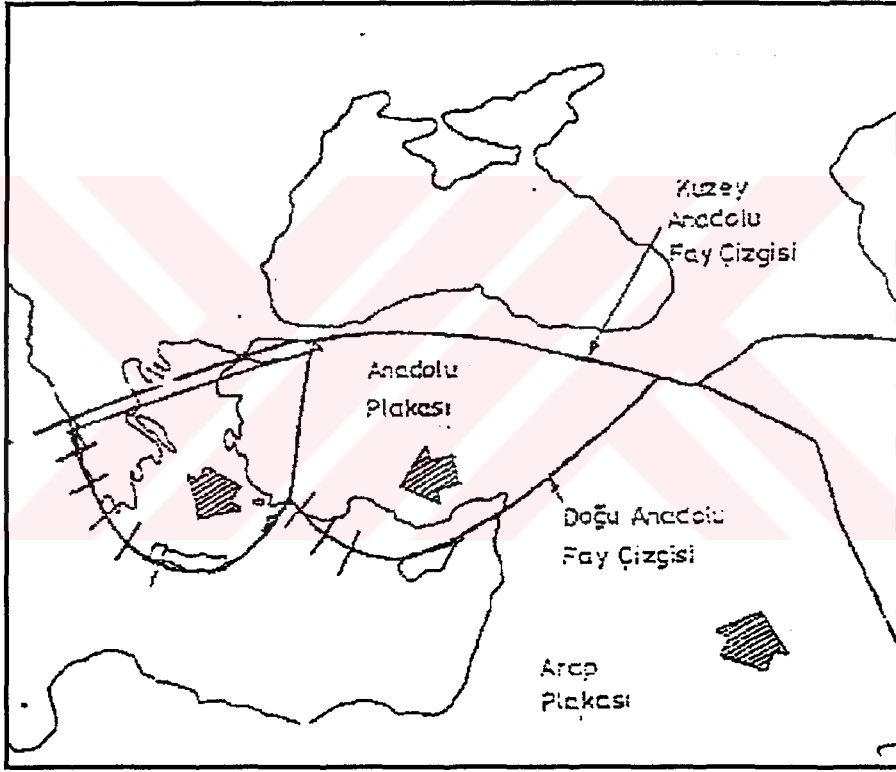 Kuzey
Anadolu
Fay Çizgisi
Anadolu
Plakası
Doğu Anadolu
Fay Çizgisi
Arap
Plakası